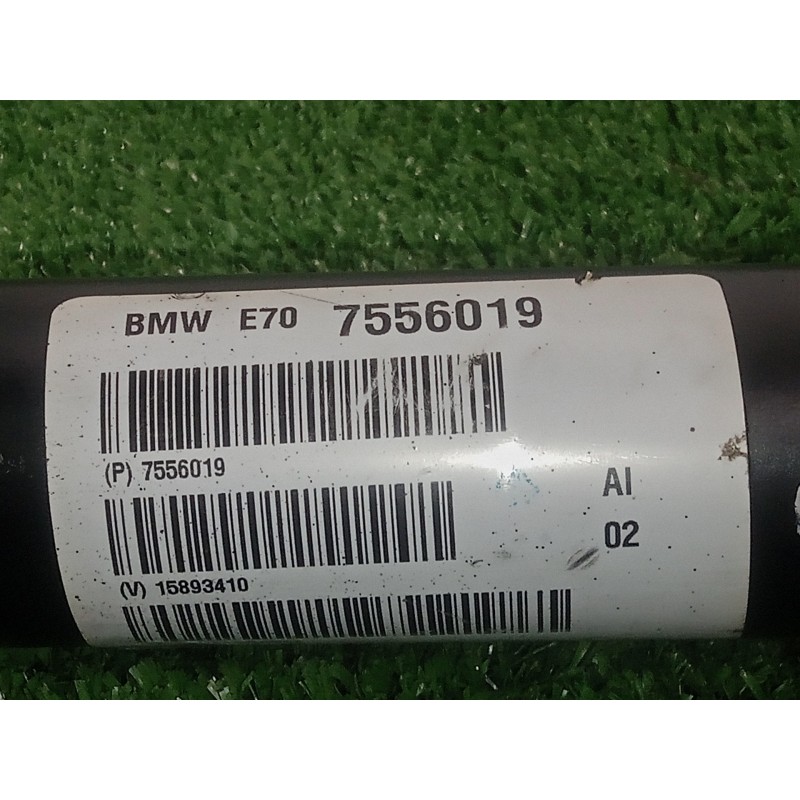 BMW E70 7556019
(P) 7556019
AI
02
(V) 15893410